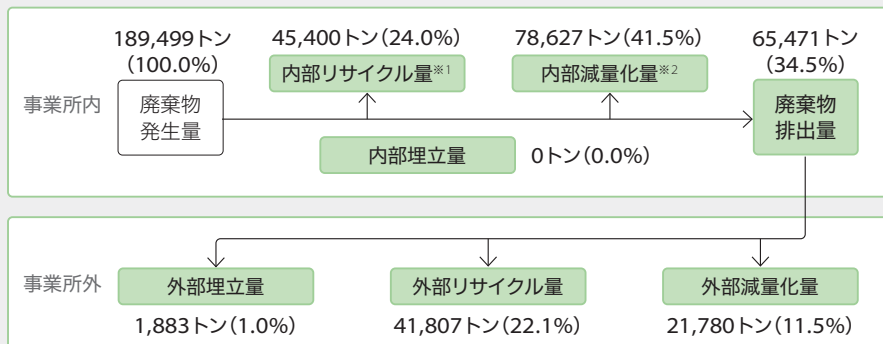 189,499トン
(100.0%)
45,400トン(24.0%)
78,627トン(41.5%)
65,471トン
(34.5%)
事業所内
廃棄物
発生量
内部リサイクル量※1
内部減量化量※2
廃棄物
排出量
内部埋立量
0トン(0.0%)
事業所外
外部埋立量
外部リサイクル量
外部減量化量
1,883トン(1.0%)
41,807トン(22.1%)
21,780トン(11.5%)